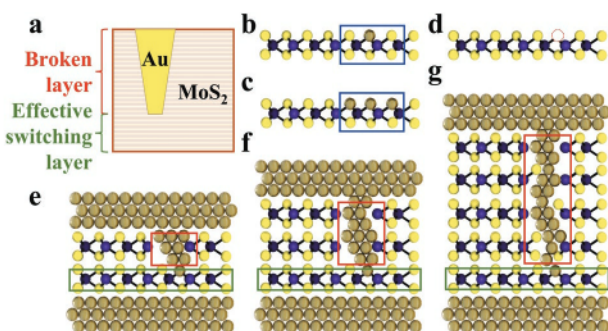 a
Broken
layer
Effective
switching
layer
Au
MoS₂
b
c
d
e
f
g